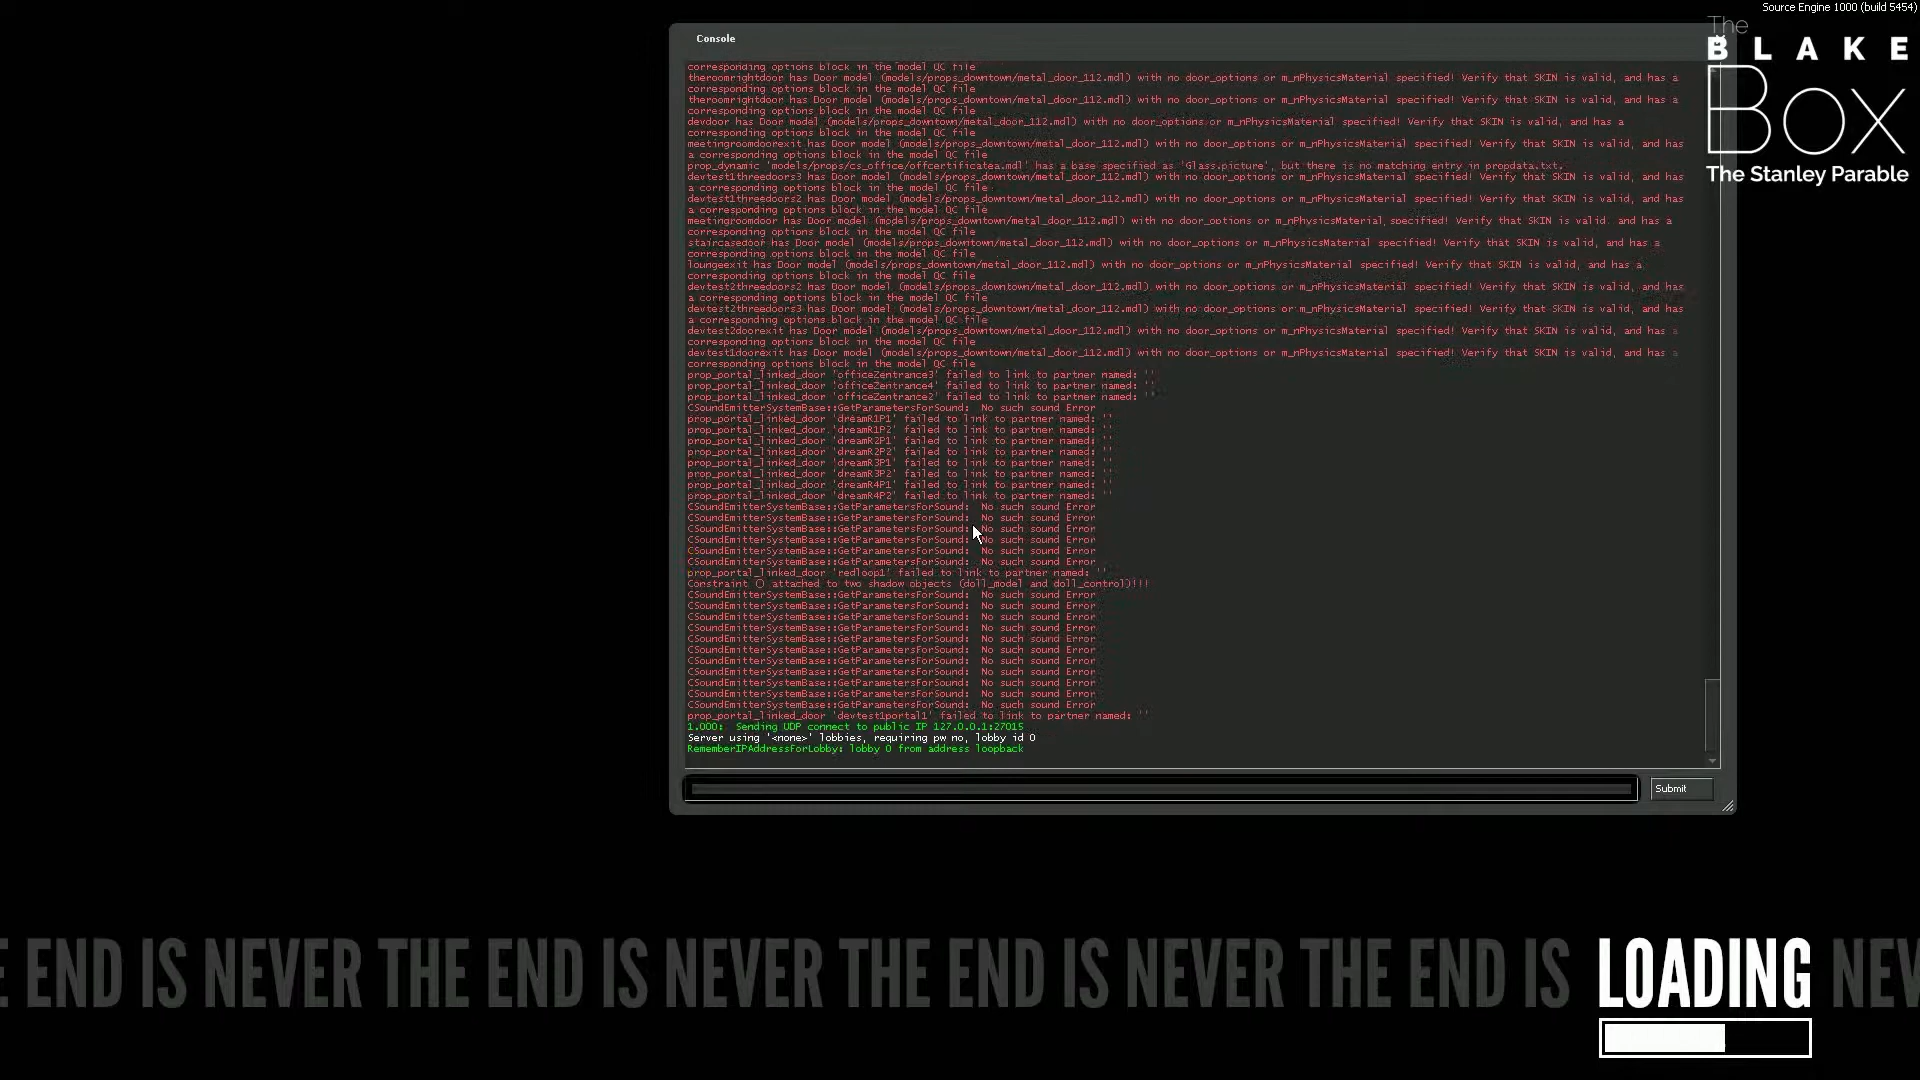 Source Engine 1000 (build 5454)
The
BLAKE
BOX
The Stanley Parable
Console
corresponding options block in the model QC file
theroomrightdoor has Door model (models/props_downtown/metal_door_112.mdl) with no door_options or m_nPhysicsMaterial specified! Verify that SKIN is valid, and has a
corresponding options block in the model QC file
theroomrightdoor has Door model (models/props_downtown/metal_door_112.mdl) with no door_options or m_nPhysicsMaterial specified! Verify that SKIN is valid, and has a
corresponding options block in the model QC file
devdoor has Door model (models/props_downtown/metal_door_112.mdl) with no door_options or m_nPhysicsMaterial specified! Verify that SKIN is valid, and has a
corresponding options block in the model QC file
meetingroomdoorexit has Door model (models/props_downtown/metal_door_112.mdl) with no door_options or m_nPhysicsMaterial specified! Verify that SKIN is valid, and has
a corresponding options block in the model QC file
prop_dynamic 'models/props/cs_office/offcertificatea.mdl' has a base specified as 'Glass.picture', but there is no matching entry in propdata.txt.
devtest1threedoors3 has Door model (models/props_downtown/metal_door_112.mdl) with no door_options or m_nPhysicsMaterial specified! Verify that SKIN is valid, and has
a corresponding options block in the model QC file
devtest1threedoors2 has Door model (models/props_downtown/metal_door_112.mdl) with no door_options or m_nPhysicsMaterial specified! Verify that SKIN is valid, and has
a corresponding options block in the model QC file
meetingroomdoor has Door model (models/props_downtown/metal_door_112.mdl) with no door_options or m_nPhysicsMaterial specified! Verify that SKIN is valid, and has a
corresponding options block in the model QC file
staircasedoor has Door model (models/props_downtown/metal_door_112.mdl) with no door_options or m_nPhysicsMaterial specified! Verify that SKIN is valid, and has a
corresponding options block in the model QC file
loungeexit has Door model (models/props_downtown/metal_door_112.mdl) with no door_options or m_nPhysicsMaterial specified! Verify that SKIN is valid, and has a
corresponding options block in the model QC file
devtest2threedoors2 has Door model (models/props_downtown/metal_door_112.mdl) with no door_options or m_nPhysicsMaterial specified! Verify that SKIN is valid, and has
a corresponding options block in the model QC file
devtest2threedoors3 has Door model (models/props_downtown/metal_door_112.mdl) with no door_options or m_nPhysicsMaterial specified! Verify that SKIN is valid, and has
a corresponding options block in the model QC file
devtest2doorexit has Door model (models/props_downtown/metal_door_112.mdl) with no door_options or m_nPhysicsMaterial specified! Verify that SKIN is valid, and has a
corresponding options block in the model QC file
devtest1doorexit has Door model (models/props_downtown/metal_door_112.mdl) with no door_options or m_nPhysicsMaterial specified! Verify that SKIN is valid, and has a
corresponding options block in the model QC file
prop_portal_linked_door 'officeZentrance3' failed to link to partner named: ''
prop_portal_linked_door 'officeZentrance4' failed to link to partner named: ''
prop_portal_linked_door 'officeZentrance2' failed to link to partner named: ''
CSoundEmitterSystemBase::GetParametersForSound:  No such sound Error
prop_portal_linked_door 'dreamR1P1' failed to link to partner named: ''
prop_portal_linked_door 'dreamR1P2' failed to link to partner named: ''
prop_portal_linked_door 'dreamR2P1' failed to link to partner named: ''
prop_portal_linked_door 'dreamR2P2' failed to link to partner named: ''
prop_portal_linked_door 'dreamR3P1' failed to link to partner named: ''
prop_portal_linked_door 'dreamR3P2' failed to link to partner named: ''
prop_portal_linked_door 'dreamR4P1' failed to link to partner named: ''
prop_portal_linked_door 'dreamR4P2' failed to link to partner named: ''
CSoundEmitterSystemBase::GetParametersForSound:  No such sound Error
CSoundEmitterSystemBase::GetParametersForSound:  No such sound Error
CSoundEmitterSystemBase::GetParametersForSound:  No such sound Error
CSoundEmitterSystemBase::GetParametersForSound:  No such sound Error
CSoundEmitterSystemBase::GetParametersForSound:  No such sound Error
CSoundEmitterSystemBase::GetParametersForSound:  No such sound Error
prop_portal_linked_door 'redloop1' failed to link to partner named: ''
Constraint () attached to two shadow objects (doll_model and doll_control)!!!
CSoundEmitterSystemBase::GetParametersForSound:  No such sound Error
CSoundEmitterSystemBase::GetParametersForSound:  No such sound Error
CSoundEmitterSystemBase::GetParametersForSound:  No such sound Error
CSoundEmitterSystemBase::GetParametersForSound:  No such sound Error
CSoundEmitterSystemBase::GetParametersForSound:  No such sound Error
CSoundEmitterSystemBase::GetParametersForSound:  No such sound Error
CSoundEmitterSystemBase::GetParametersForSound:  No such sound Error
CSoundEmitterSystemBase::GetParametersForSound:  No such sound Error
CSoundEmitterSystemBase::GetParametersForSound:  No such sound Error
CSoundEmitterSystemBase::GetParametersForSound:  No such sound Error
CSoundEmitterSystemBase::GetParametersForSound:  No such sound Error
prop_portal_linked_door 'devtest1portal1' failed to link to partner named: ''
1.000:  Sending UDP connect to public IP 127.0.0.1:27015
Server using '<none>' lobbies, requiring pw no, lobby id 0
RememberIPAddressForLobby: lobby 0 from address loopback
Submit
E END IS NEVER THE END IS NEVER THE END IS NEVER THE END IS LOADING NEV